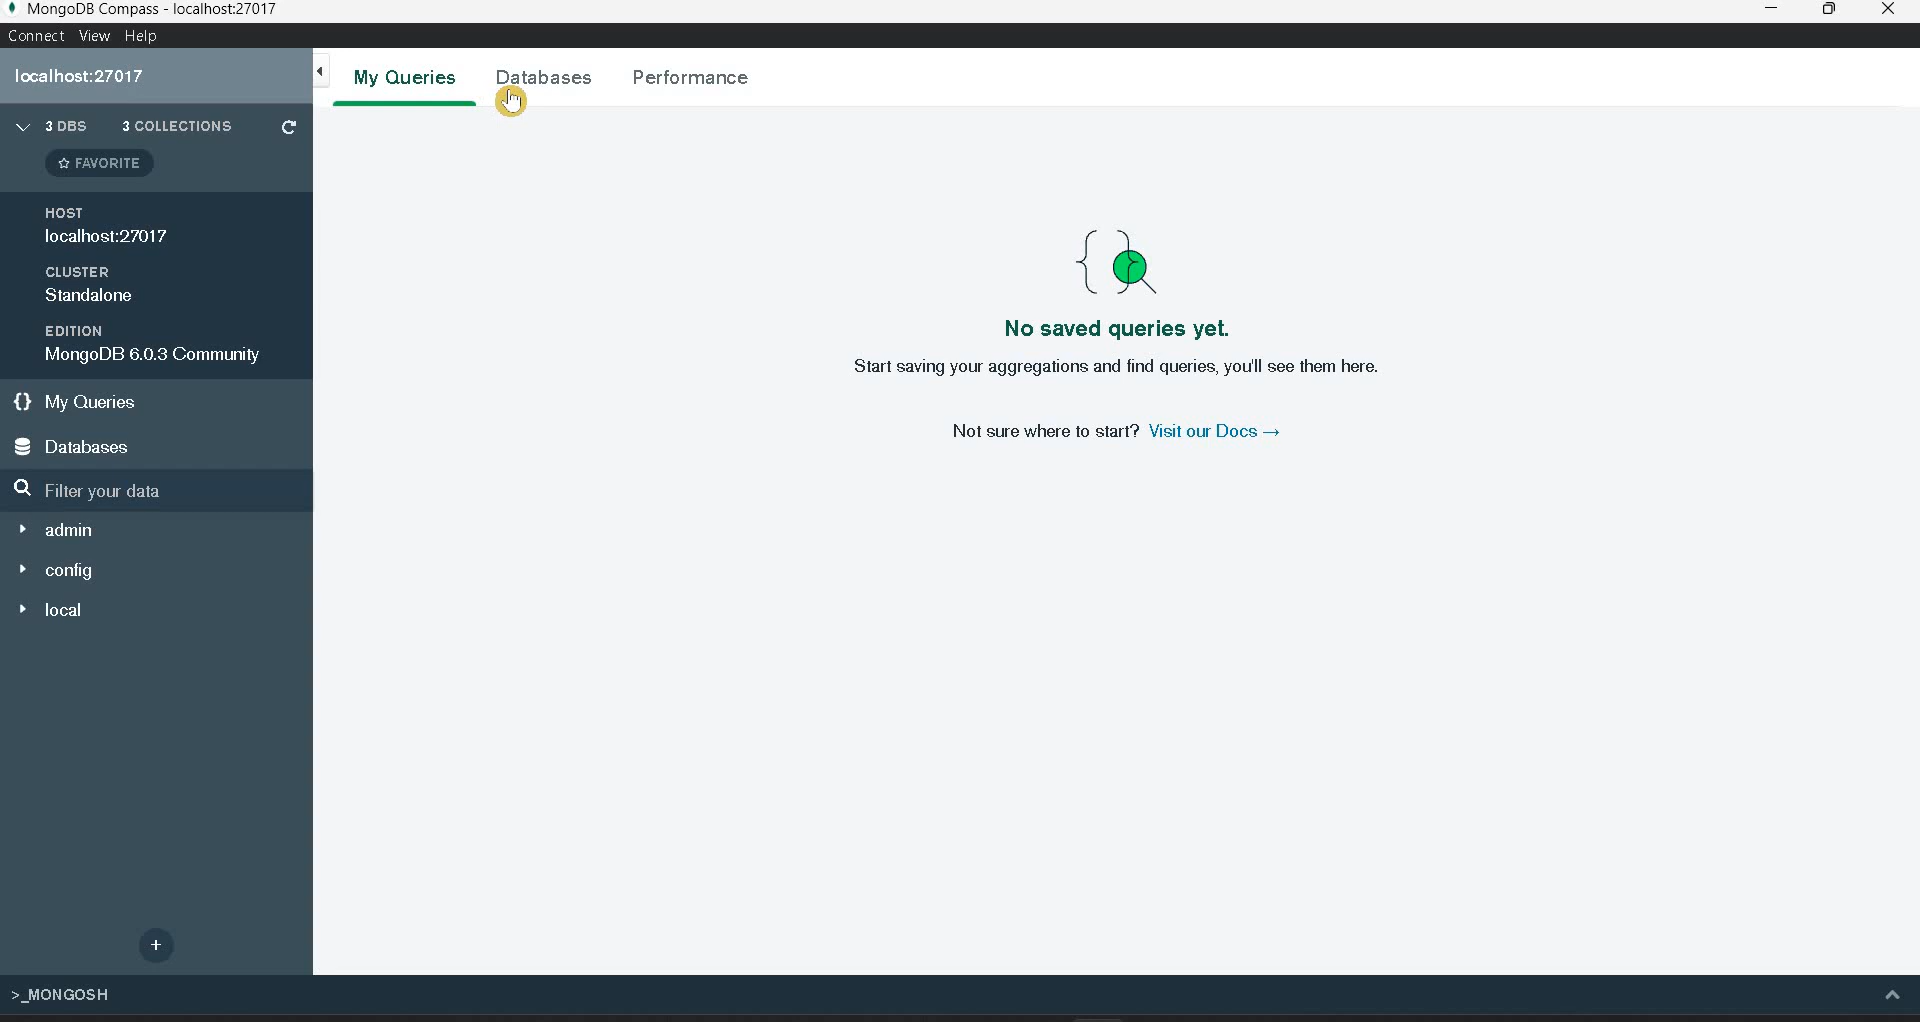 MongoDB Compass - localhost:27017
Connect View Help
localhost:27017
My Queries Databases Performance
3 DBS 3 COLLECTIONS
FAVORITE
HOST
localhost:27017
CLUSTER
Standalone
EDITION
MongoDB 6.0.3 Community
{} My Queries
Databases
Filter your data
admin
config
local
+
No saved queries yet.
Start saving your aggregations and find queries, you'll see them here.
Not sure where to start? Visit our Docs →
>_MONGOSH